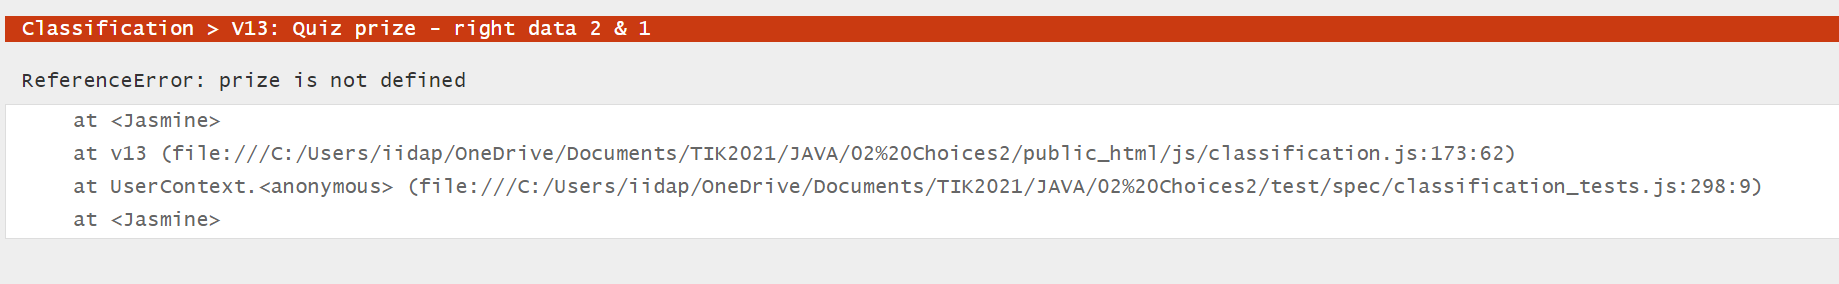 Classification > V13: Quiz prize - right data 2 & 1
ReferenceError: prize is not defined
at <Jasmine>
at v13 (file:///C:/Users/iidap/OneDrive/Documents/TIK2021/JAVA/02%20Choices2/public_html/js/classification.js:173:62)
at UserContext.<anonymous> (file:///C:/Users/iidap/OneDrive/Documents/TIK2021/JAVA/02%20Choices2/test/spec/classification_tests.js:298:9)
at <Jasmine>